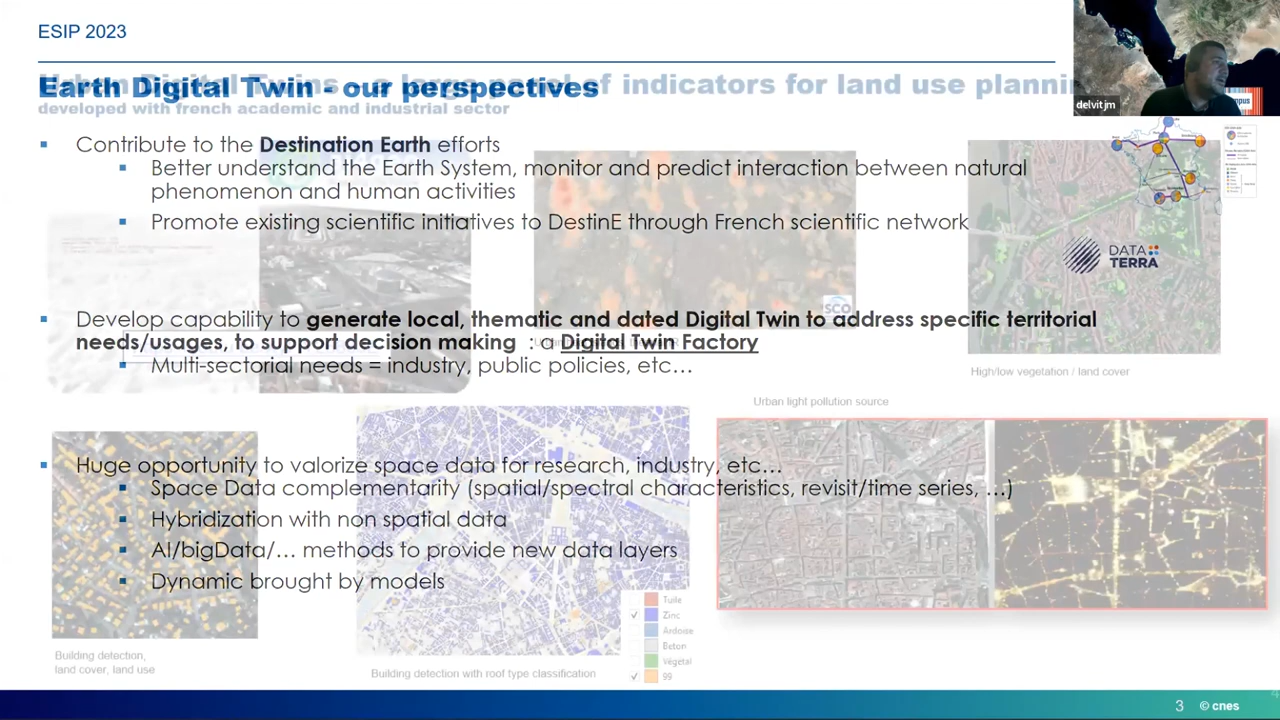 ESIP 2023
Earth Digital Twin - our perspectives
of indicators for land use
developed with french academic and industrial sector
delvitjm
Contribute to the Destination Earth efforts
Better understand the Earth System, monitor and predict interaction between natural
phenomenon and human activities
Promote existing scientific initiatives to DestinE through French scientific network
DATA
TERRA
SCO
Develop capability to generate local, thematic and dated Digital Twin to address specific territorial
needs/usages, to support decision making : a Digital Twin Factory
Multi-sectorial needs = industry, public policies, etc…
High/low vegetation / land cover
Urban light pollution source
Huge opportunity to valorize space data for research, industry, etc…
Space Data complementarity (spatial/spectral characteristics, revisit/time series, …)
Hybridization with non spatial data
AI/bigData/… methods to provide new data layers
Dynamic brought by models
Tuile
Zinc
Ardoise
Beton
Végétal
99
Building detection,
land cover, land use
Building detection with roof type classification
3 © cnes